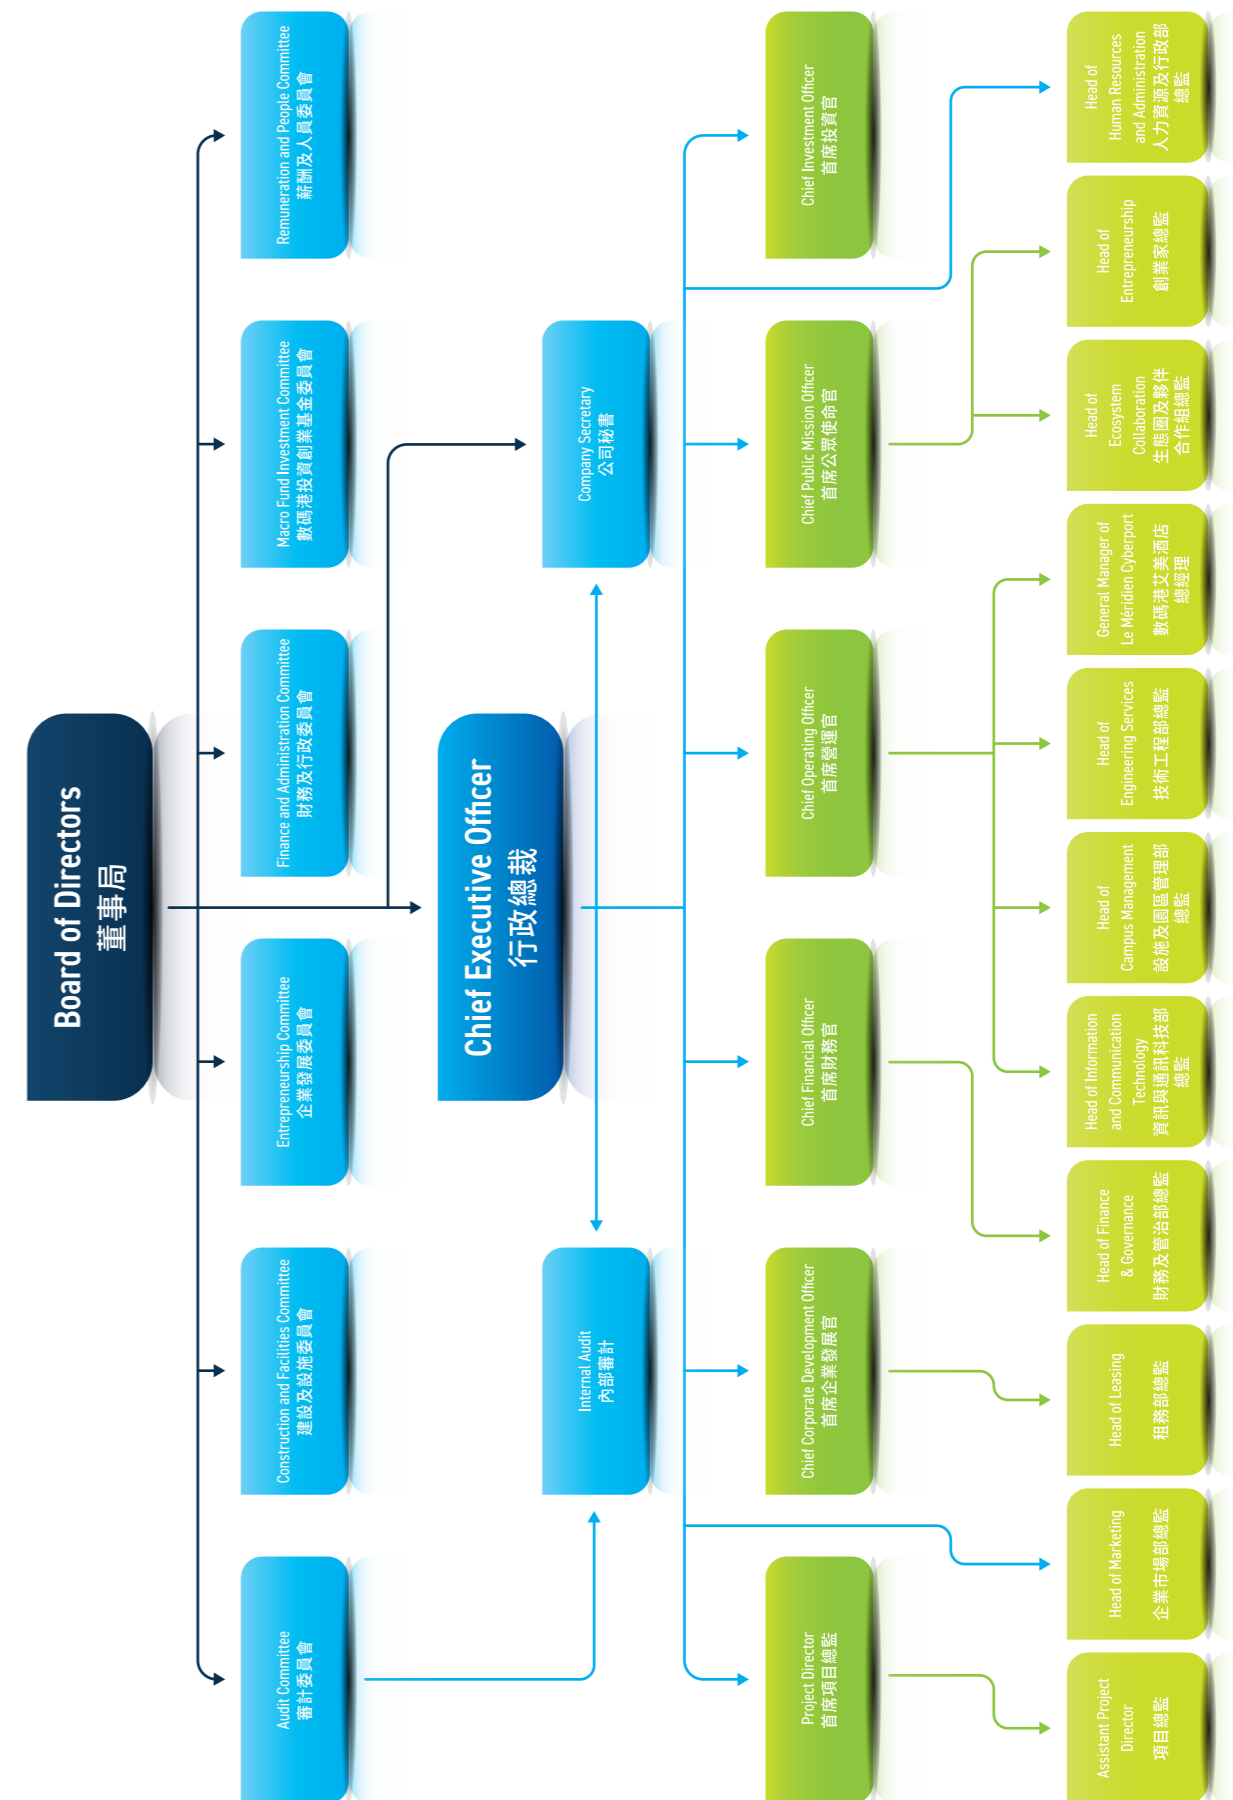 Board of Directors
董事局
Audit Committee
審計委員會
Construction and Facilities Committee
建設及設施委員會
Entrepreneurship Committee
企業發展委員會
Finance and Administration Committee
財務及行政委員會
Macro Fund Investment Committee
數碼港投資創業基金委員會
Remuneration and People Committee
薪酬及人員委員會
Chief Executive Officer
行政總裁
Internal Audit
內部審計
Company Secretary
公司秘書
Project Director
首席項目總監
Chief Corporate Development Officer
首席企業發展官
Chief Financial Officer
首席財務官
Chief Operating Officer
首席營運官
Chief Public Mission Officer
首席公眾使命官
Chief Investment Officer
首席投資官
Assistant Project
Director
項目總監
Head of Marketing
企業市場部總監
Head of Leasing
租務部總監
Head of Finance
& Governance
財務及管治部總監
Head of Information
and Communication
Technology
資訊與通訊科技部
總監
Head of
Campus Management
設施及園區管理部
總監
Head of
Engineering Services
技術工程部總監
General Manager of
Le Méridien Cyberport
數碼港艾美酒店
總經理
Head of
Ecosystem
Collaboration
生態圈及夥伴
合作組總監
Head of
Entrepreneurship
創業家總監
Head of
Human Resources
and Administration
人力資源及行政部
總監